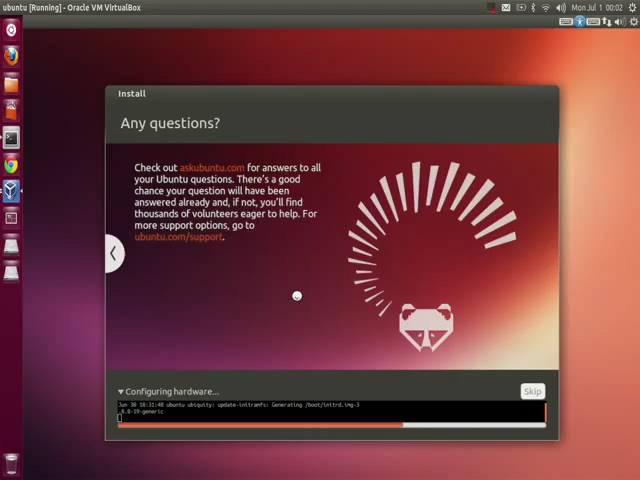 ubuntu [Running] - Oracle VM VirtualBox
Mon Jul 1 00:02
Install
Any questions?
Check out askubuntu.com for answers to all
your Ubuntu questions. There's a good
chance your question will have been
answered already and, if not, you'll find
thousands of volunteers eager to help. For
more support options, go to
ubuntu.com/support.
Configuring hardware...
Skip
Jun 30 18:31:48 ubuntu ubiquity: update-initramfs: Generating /boot/initrd.img-3
.8.0-19-generic